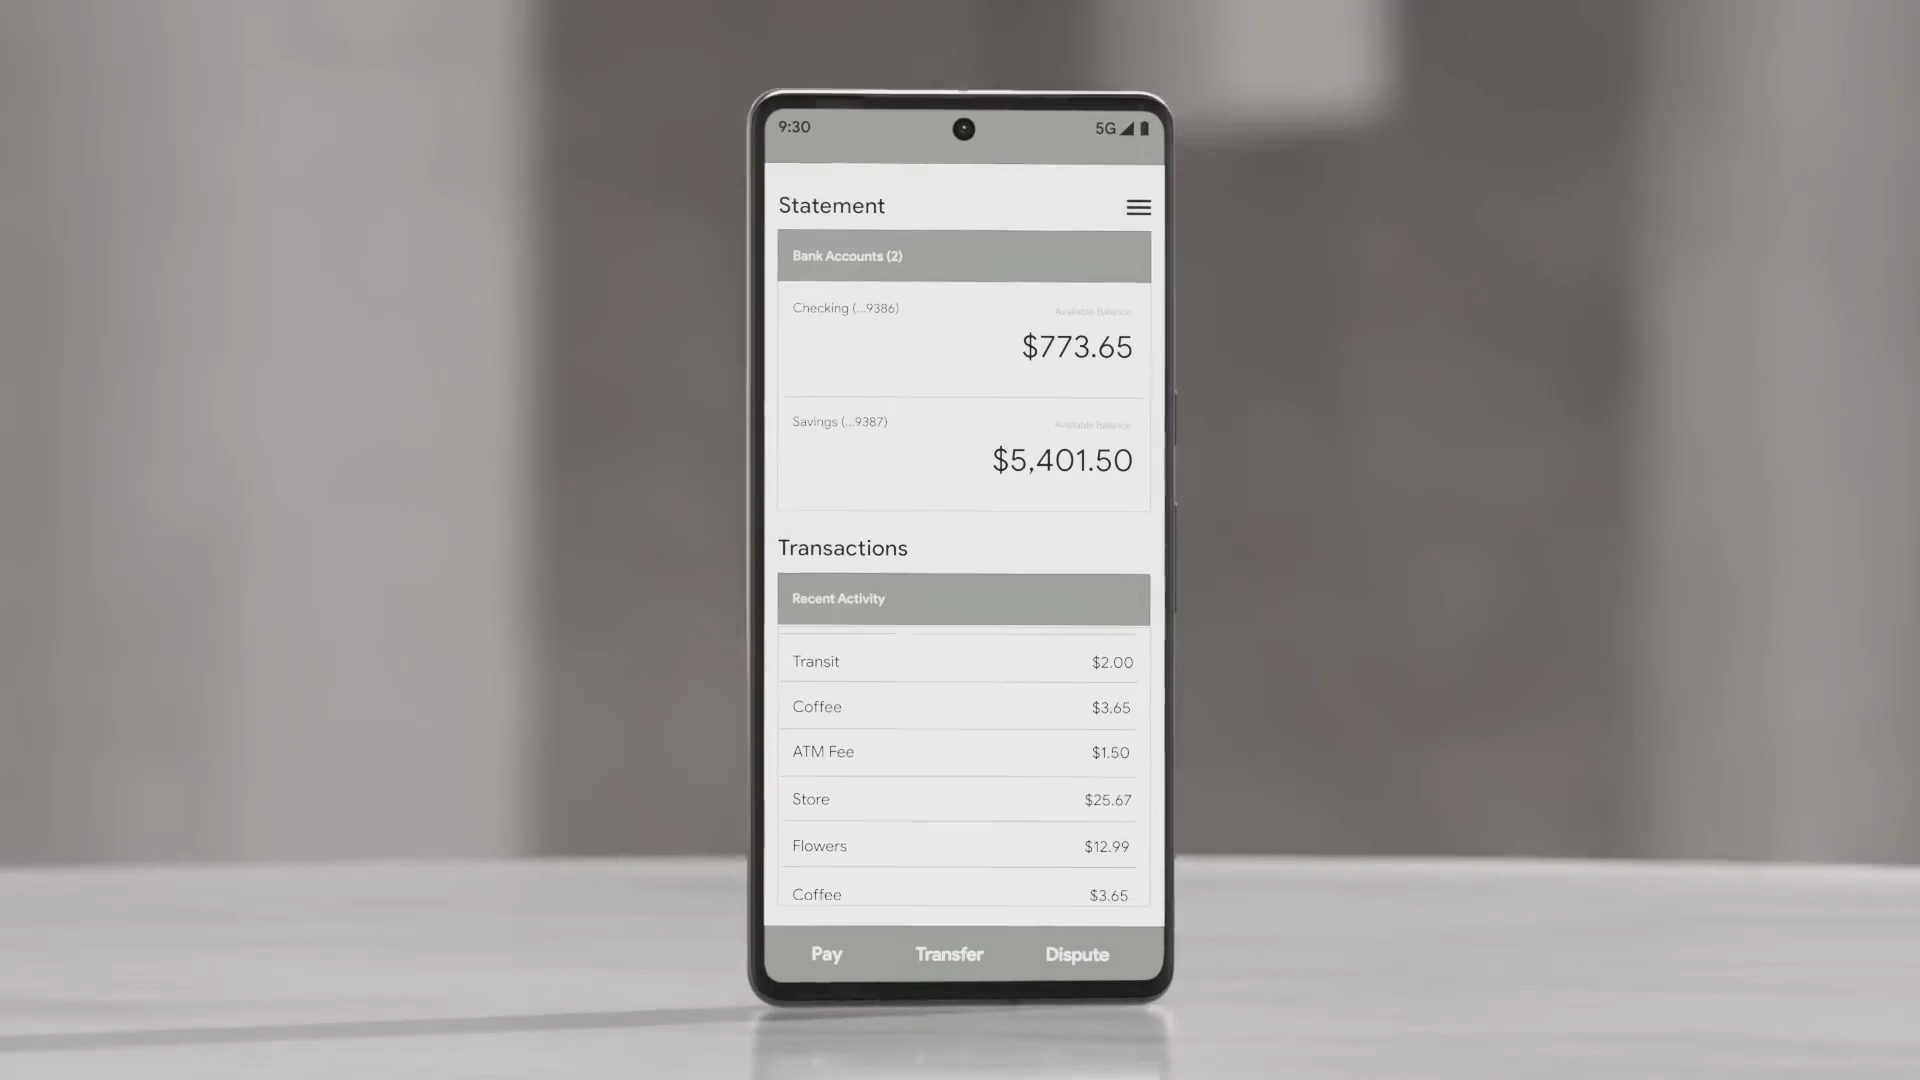 9:30
5G
Statement
Bank Accounts (2)
Checking (...9386)
Available Balance
$773.65
Savings (...9387)
Available Balance
$5,401.50
Transactions
Recent Activity
Transit $2.00
Coffee $3.65
ATM Fee $1.50
Store $25.67
Flowers $12.99
Coffee $3.65
Pay Transfer Dispute